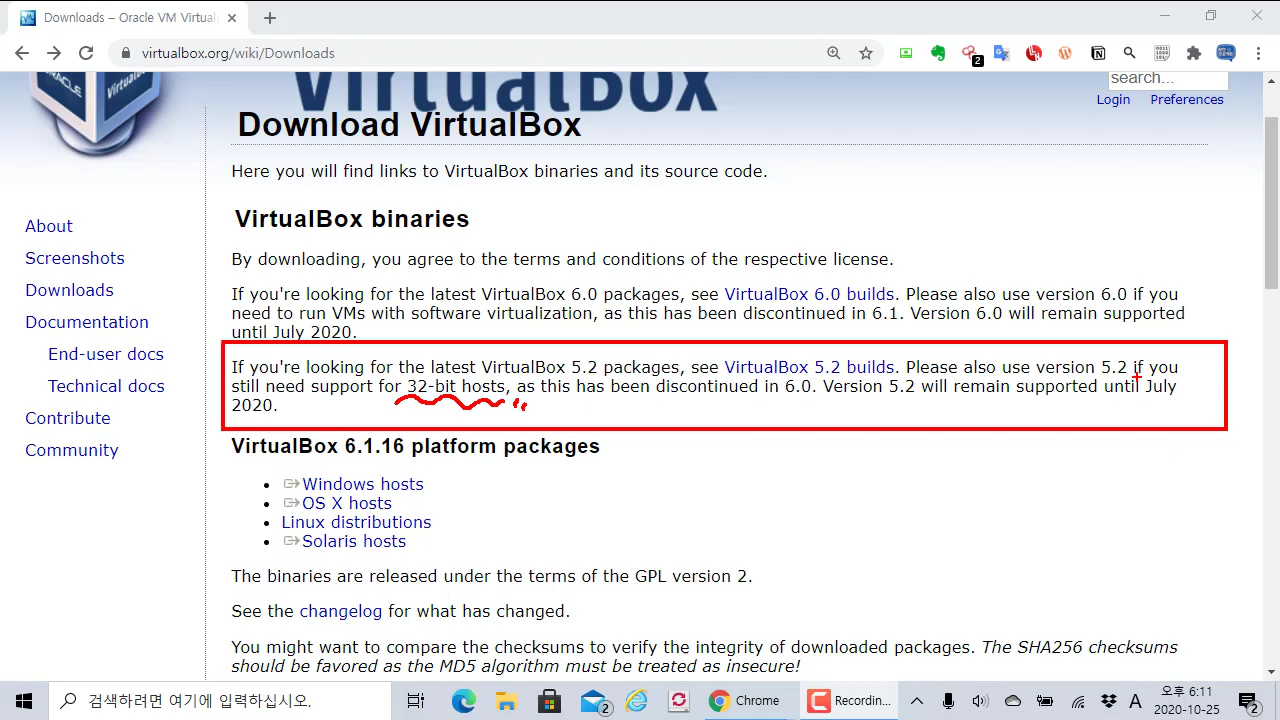 Downloads – Oracle VM Virtual
virtualbox.org/wiki/Downloads
2
VirtualBox
search...
Login Preferences
ORACLE
VirtualBox
Download VirtualBox
Here you will find links to VirtualBox binaries and its source code.
About
Screenshots
Downloads
Documentation
End-user docs
Technical docs
Contribute
Community
VirtualBox binaries
By downloading, you agree to the terms and conditions of the respective license.
If you're looking for the latest VirtualBox 6.0 packages, see VirtualBox 6.0 builds. Please also use version 6.0 if you
need to run VMs with software virtualization, as this has been discontinued in 6.1. Version 6.0 will remain supported
until July 2020.
If you're looking for the latest VirtualBox 5.2 packages, see VirtualBox 5.2 builds. Please also use version 5.2 if you
still need support for 32-bit hosts, as this has been discontinued in 6.0. Version 5.2 will remain supported until July
2020.
VirtualBox 6.1.16 platform packages
Windows hosts
OS X hosts
Linux distributions
Solaris hosts
The binaries are released under the terms of the GPL version 2.
See the changelog for what has changed.
You might want to compare the checksums to verify the integrity of downloaded packages. The SHA256 checksums
should be favored as the MD5 algorithm must be treated as insecure!
검색하려면 여기에 입력하십시오.
2
Chrome
Recordin...
A
오후 6:11
2020-10-25
2